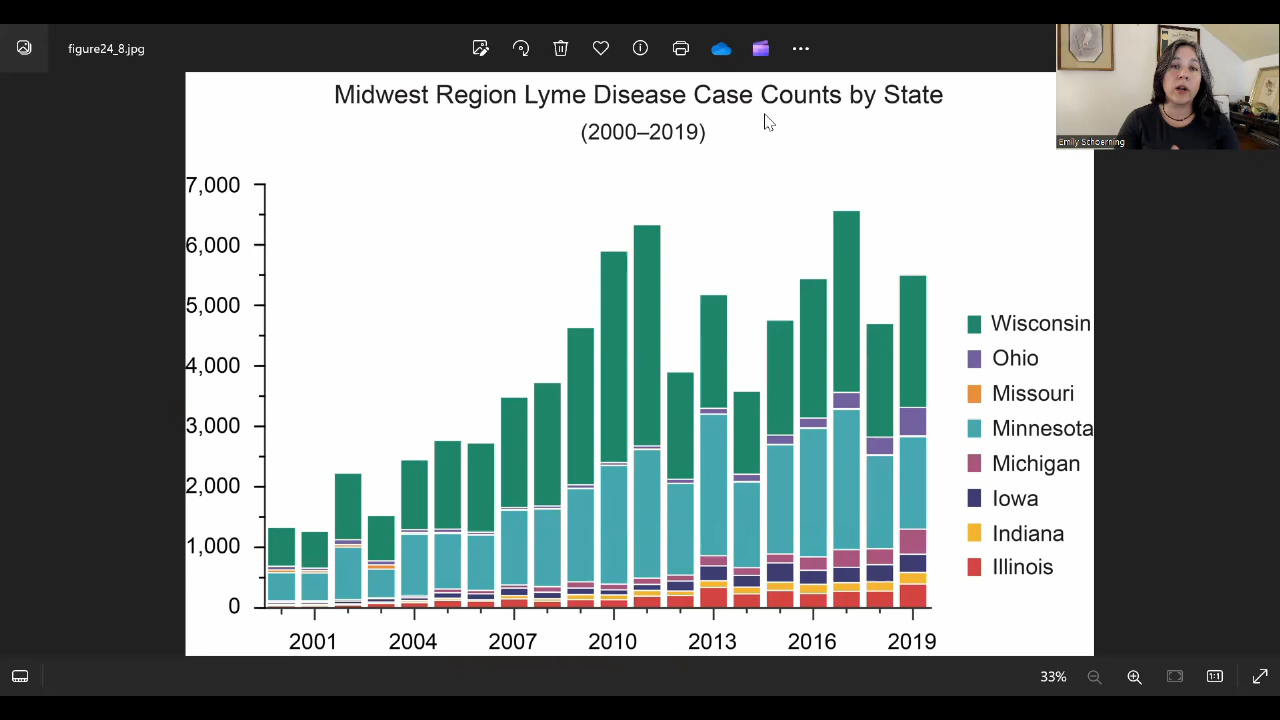 figure24_8.jpg
Midwest Region Lyme Disease Case Counts by State
(2000–2019)
Emily Schoerning
7,000
6,000
5,000
4,000
3,000
2,000
1,000
0
2001 2004 2007 2010 2013 2016 2019
Wisconsin
Ohio
Missouri
Minnesota
Michigan
Iowa
Indiana
Illinois
33%
1:1